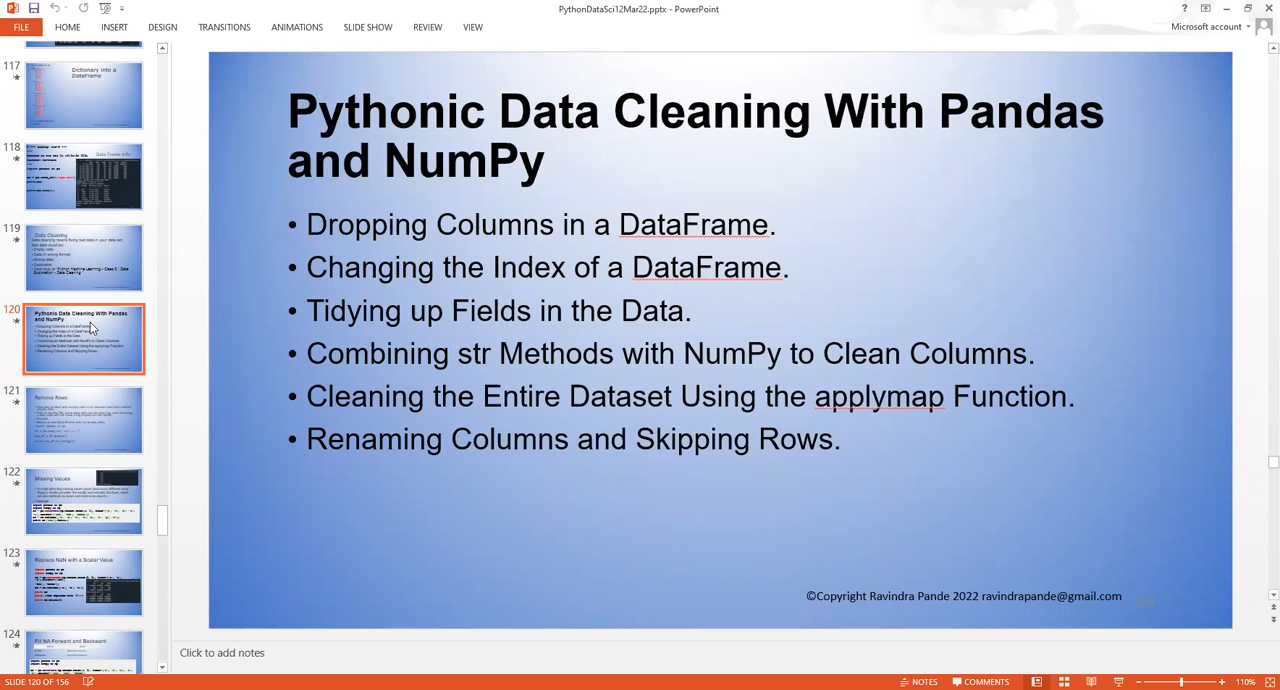 PythonDataSci12Mar22.pptx - PowerPoint
FILE HOME INSERT DESIGN TRANSITIONS ANIMATIONS SLIDE SHOW REVIEW VIEW
Microsoft account
117
Dictionary into a
DataFrame
118
Data Frame info
119
Data Cleaning
120
Pythonic Data Cleaning With Pandas
and NumPy
121
Remove Rows
122
Missing Values
123
Replace NaN with a Scalar Value
124
Fill NA Forward and Backward
Pythonic Data Cleaning With Pandas
and NumPy
• Dropping Columns in a DataFrame.
• Changing the Index of a DataFrame.
• Tidying up Fields in the Data.
• Combining str Methods with NumPy to Clean Columns.
• Cleaning the Entire Dataset Using the applymap Function.
• Renaming Columns and Skipping Rows.
©Copyright Ravindra Pande 2022 ravindrapande@gmail.com
Click to add notes
SLIDE 120 OF 156
NOTES COMMENTS
110%